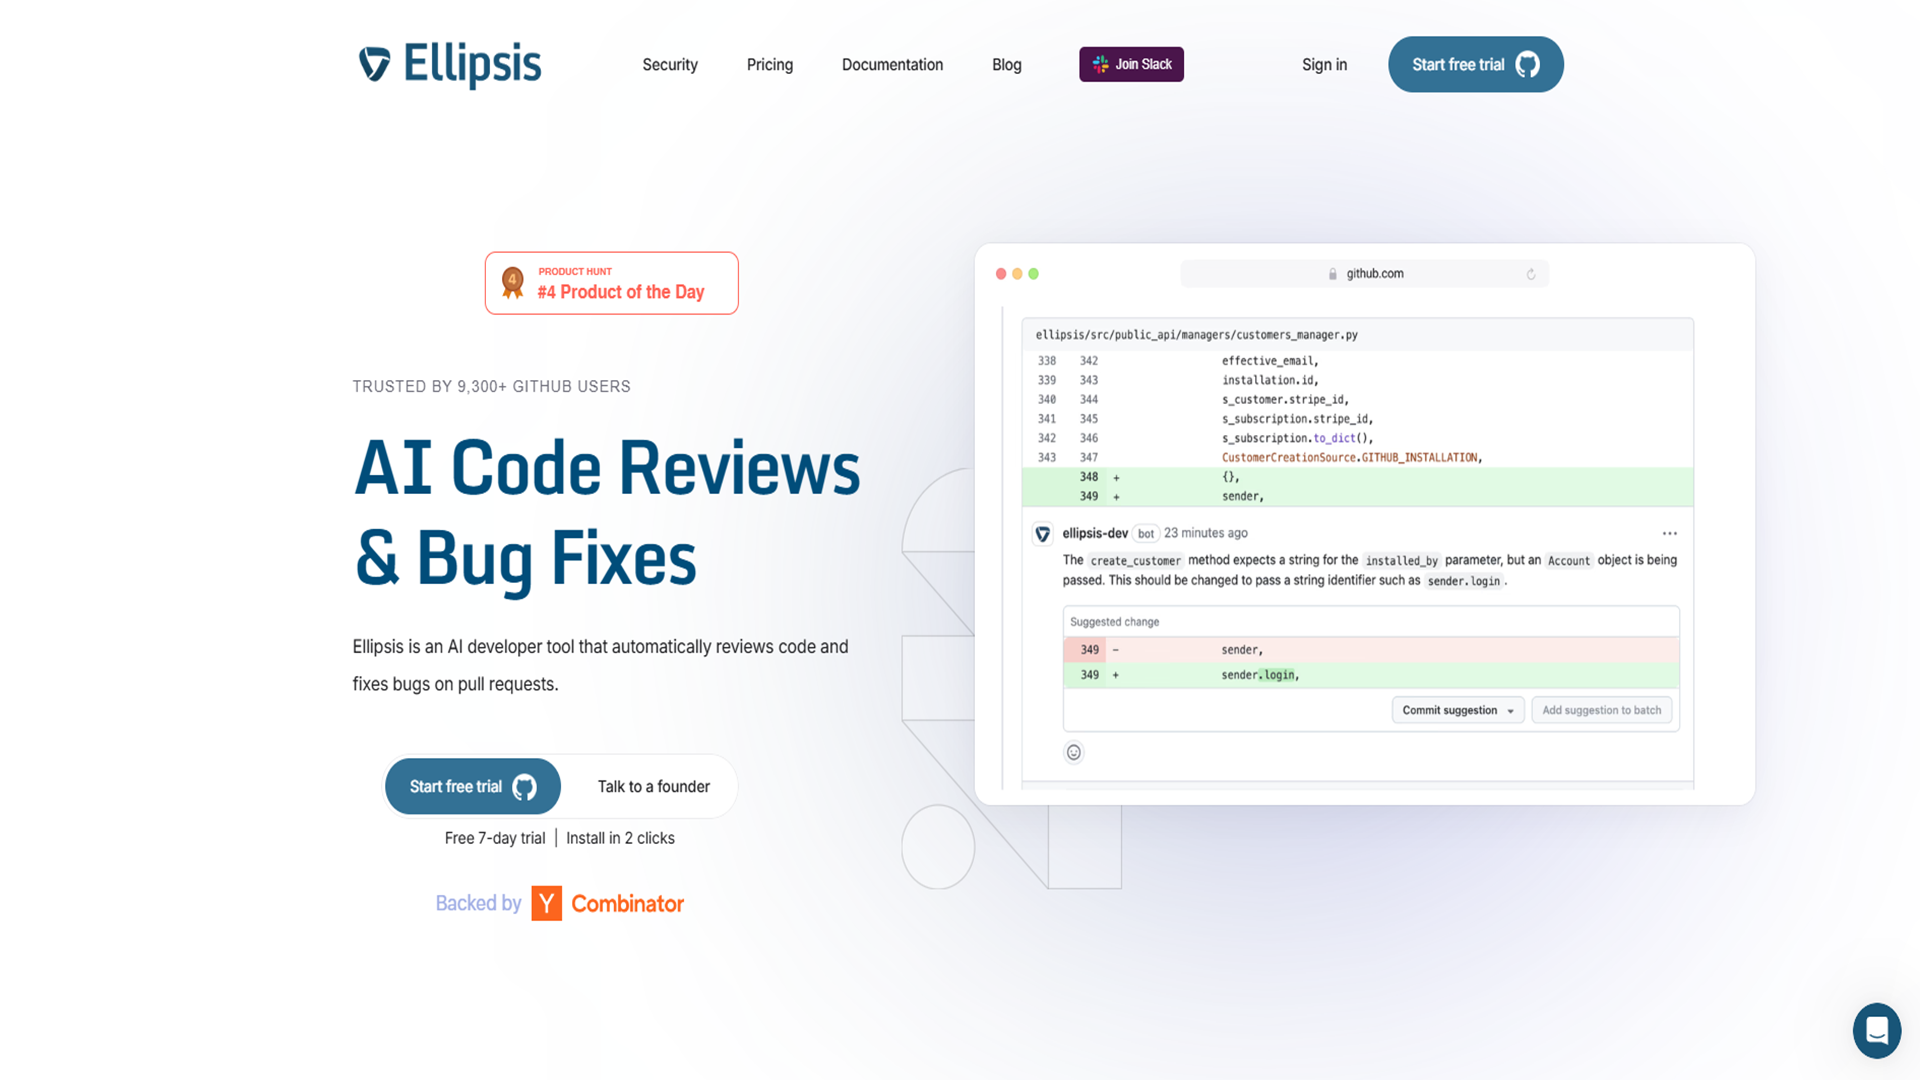 Ellipsis
Security
Pricing
Documentation
Blog
Join Slack
Sign in
Start free trial
4
PRODUCT HUNT
#4 Product of the Day
TRUSTED BY 9,300+ GITHUB USERS
AI Code Reviews
& Bug Fixes
Ellipsis is an AI developer tool that automatically reviews code and
fixes bugs on pull requests.
Start free trial
Talk to a founder
Free 7-day trial | Install in 2 clicks
Backed by Y Combinator
github.com
ellipsis/src/public_api/managers/customers_manager.py
338 342 effective_email,
339 343 installation.id,
340 344 s_customer.stripe_id,
341 345 s_subscription.stripe_id,
342 346 s_subscription.to_dict(),
343 347 CustomerCreationSource.GITHUB_INSTALLATION,
348 + {},
349 + sender,
ellipsis-dev bot 23 minutes ago
The create_customer method expects a string for the installed_by parameter, but an Account object is being
passed. This should be changed to pass a string identifier such as sender.login.
Suggested change
349 - sender,
349 + sender.login,
Commit suggestion
Add suggestion to batch